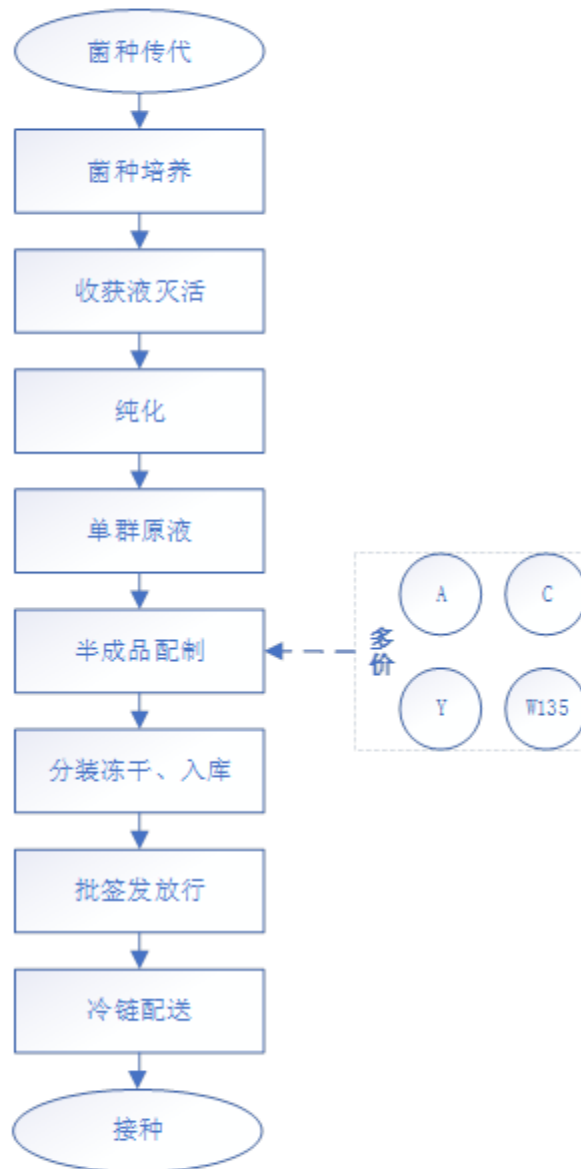 菌种传代
菌种培养
收获液灭活
纯化
单群原液
半成品配制
多价
A
C
Y
W135
分装冻干、入库
批签发放行
冷链配送
接种